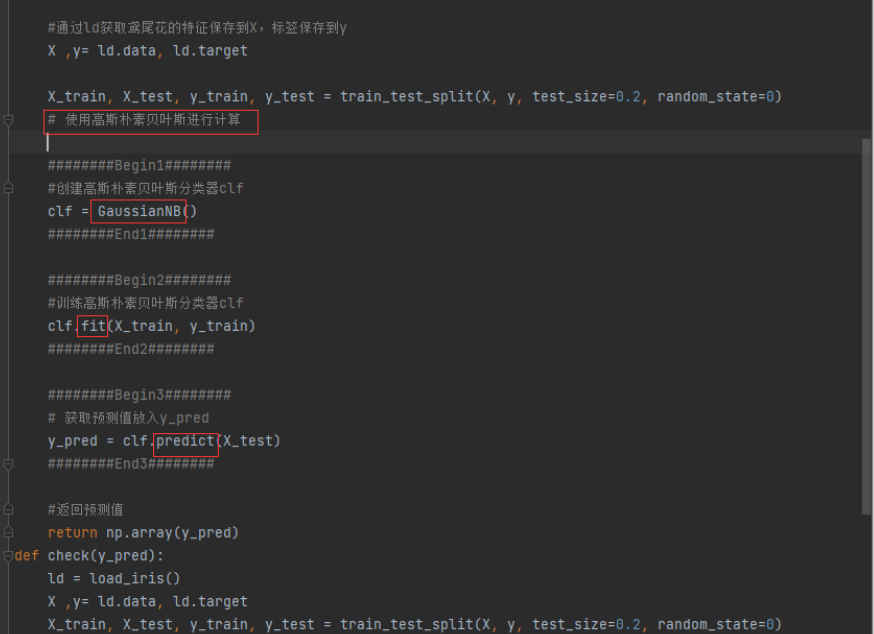 #通过ld获取鸢尾花的特征保存到X，标签保存到y
X ,y= ld.data, ld.target
X_train, X_test, y_train, y_test = train_test_split(X, y, test_size=0.2, random_state=0)
# 使用高斯朴素贝叶斯进行计算
########Begin1########
#创建高斯朴素贝叶斯分类器clf
clf = GaussianNB()
########End1########
########Begin2########
#训练高斯朴素贝叶斯分类器clf
clf.fit(X_train, y_train)
########End2########
########Begin3########
# 获取预测值放入y_pred
y_pred = clf.predict(X_test)
########End3########
#返回预测值
return np.array(y_pred)
def check(y_pred):
ld = load_iris()
X ,y= ld.data, ld.target
X_train, X_test, y_train, y_test = train_test_split(X, y, test_size=0.2, random_state=0)